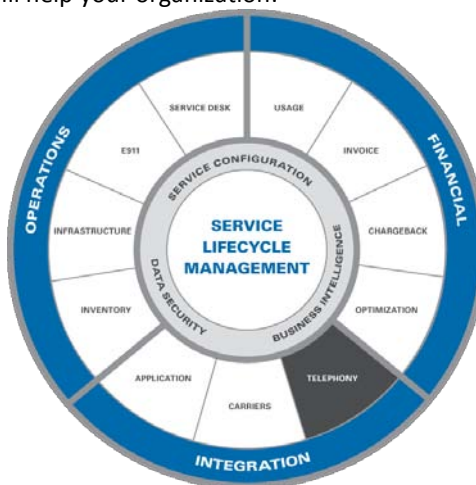 help your organization.
SERVICE DESK
USAGE
E911
INVOICE
OPERATIONS
FINANCIAL
SERVICE CONFIGURATION
INFRASTRUCTURE
SERVICE
LIFECYCLE
MANAGEMENT
CHARGEBACK
DATA SECURITY
BUSINESS INTELLIGENCE
INVENTORY
OPTIMIZATION
APPLICATION
TELEPHONY
CARRIERS
INTEGRATION